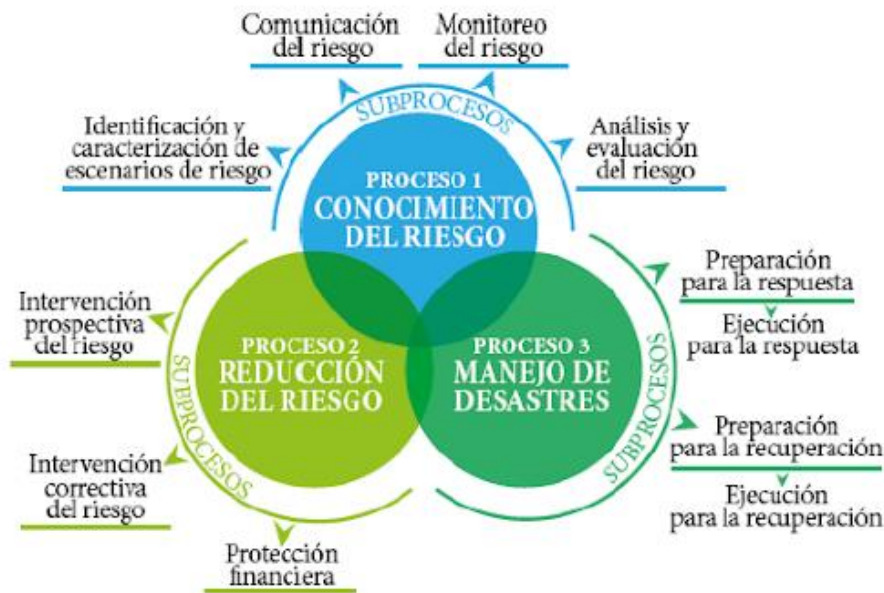 Comunicación
del riesgo
Monitoreo
del riesgo
SUBPROCESOS
Identificación y
caracterización de
escenarios de riesgo
Análisis y
evaluación
del riesgo
PROCESO 1
CONOCIMIENTO
DEL RIESGO
Intervención
prospectiva
del riesgo
SUBPROCESOS
PROCESO 2
REDUCCIÓN
DEL RIESGO
Intervención
correctiva
del riesgo
Protección
financiera
PROCESO 3
MANEJO DE
DESASTRES
SUBPROCESOS
Preparación
para la respuesta
Ejecución
para la respuesta
Preparación
para la recuperación
Ejecución
para la recuperación